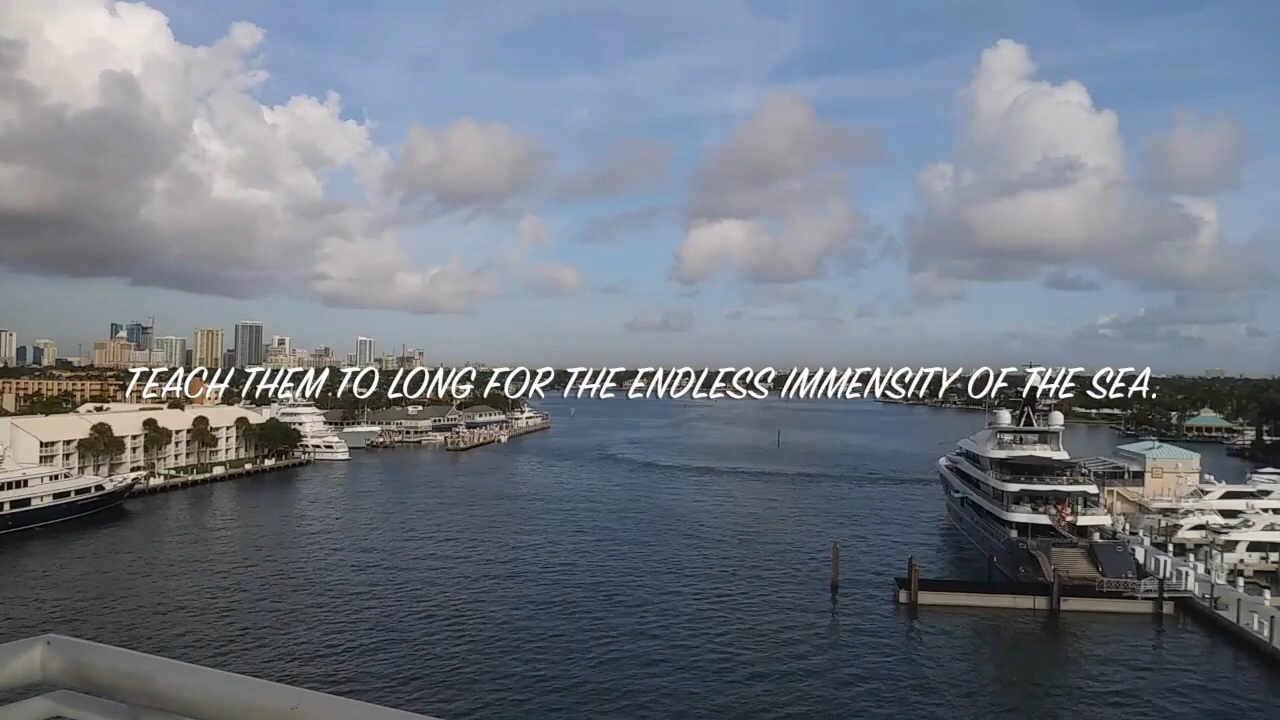 TEACH THEM TO LONG FOR THE ENDLESS IMMENSITY OF THE SEA.